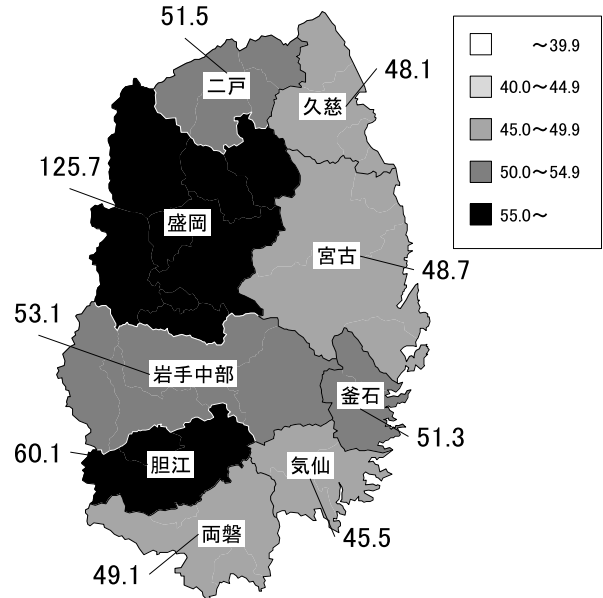 51.5
二戸
48.1
久慈
125.7
盛岡
宮古
48.7
53.1
岩手中部
釜石
51.3
60.1
胆江
気仙
45.5
両磐
49.1
～39.9
40.0～44.9
45.0～49.9
50.0～54.9
55.0～